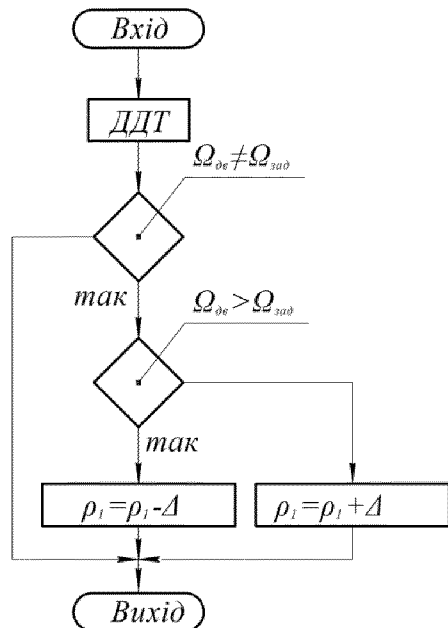 Вхід
ДДТ
Ωдв≠Ωзад
так
Ωдв>Ωзад
так
ρ1=ρ1-Δ
ρ1=ρ1+Δ
Вихід